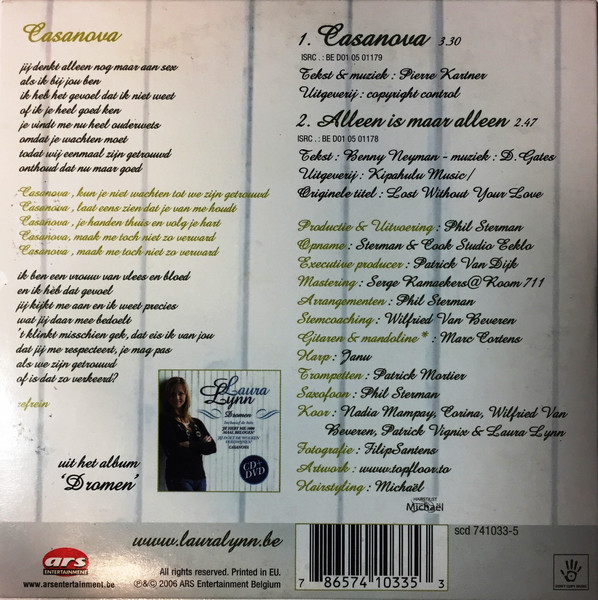 Casanova
jij denkt alleen nog maar aan sex
als ik bij jou ben
ik heb het gevoel dat ik niet weet
of ik je heel goed ken
je vindt me nu heel ouderwets
omdat je wachten moet
todat wij eenmaal zijn getrouwd
onthoud dat nu maar goed
Casanova, kun je niet wachten tot we zijn getrouwd
Casanova, laat eens zien dat je van me houdt
Casanova, je handen thuis en volg je hart
Casanova, maak me toch niet zo verward
Casanova, maak me toch niet zo verward
ik ben een vrouw van vlees en bloed
en ik hèb dat gevoel
jij kijkt me aan en ik weet precies
wat jij daar mee bedoelt
't klinkt misschien gek, dat eis ik van jou
dat jij me respecteert, je mag pas
als we zijn getrouwd
of is dat zo verkeerd?
refrein
uit het album
'Dromen'
Laura
Lynn
Dromen
CD+
DVD
1. Casanova 3.30
ISRC.: BE D01 05 01179
Tekst & muziek : Pierre Kartner
Uitgeverij : copyright control
2. Alleen is maar alleen 2.47
ISRC.: BE D01 05 01178
Tekst : Benny Neyman - muziek : D. Gates
Uitgeverij : Kipahulu Music /
Originele titel : Lost Without Your Love
Productie & Uitvoering : Phil Sterman
Opname : Sterman & Cook Studio Eeklo
Executive producer : Patrick Van Dijk
Mastering : Serge Ramaekers@Room 711
Arrangementen : Phil Sterman
Stemcoaching : Wilfried Van Beveren
Gitaren & mandoline* : Marc Cortens
Harp : Janu
Trompetten : Patrick Mortier
Saxofoon : Phil Sterman
Koor : Nadia Mampay, Corina, Wilfried Van
Beveren, Patrick Vignix & Laura Lynn
Fotografie : Filip Santens
Artwork : www.topfloor.to
Hairstyling : Michaël
HAIRSTYLIST
Michaël
www.lauralynn.be
scd 741033-5
ars
ENTERTAINMENT
www.arsentertainment.be
All rights reserved. Printed in EU.
℗&© 2006 ARS Entertainment Belgium
7 86574 10335 3